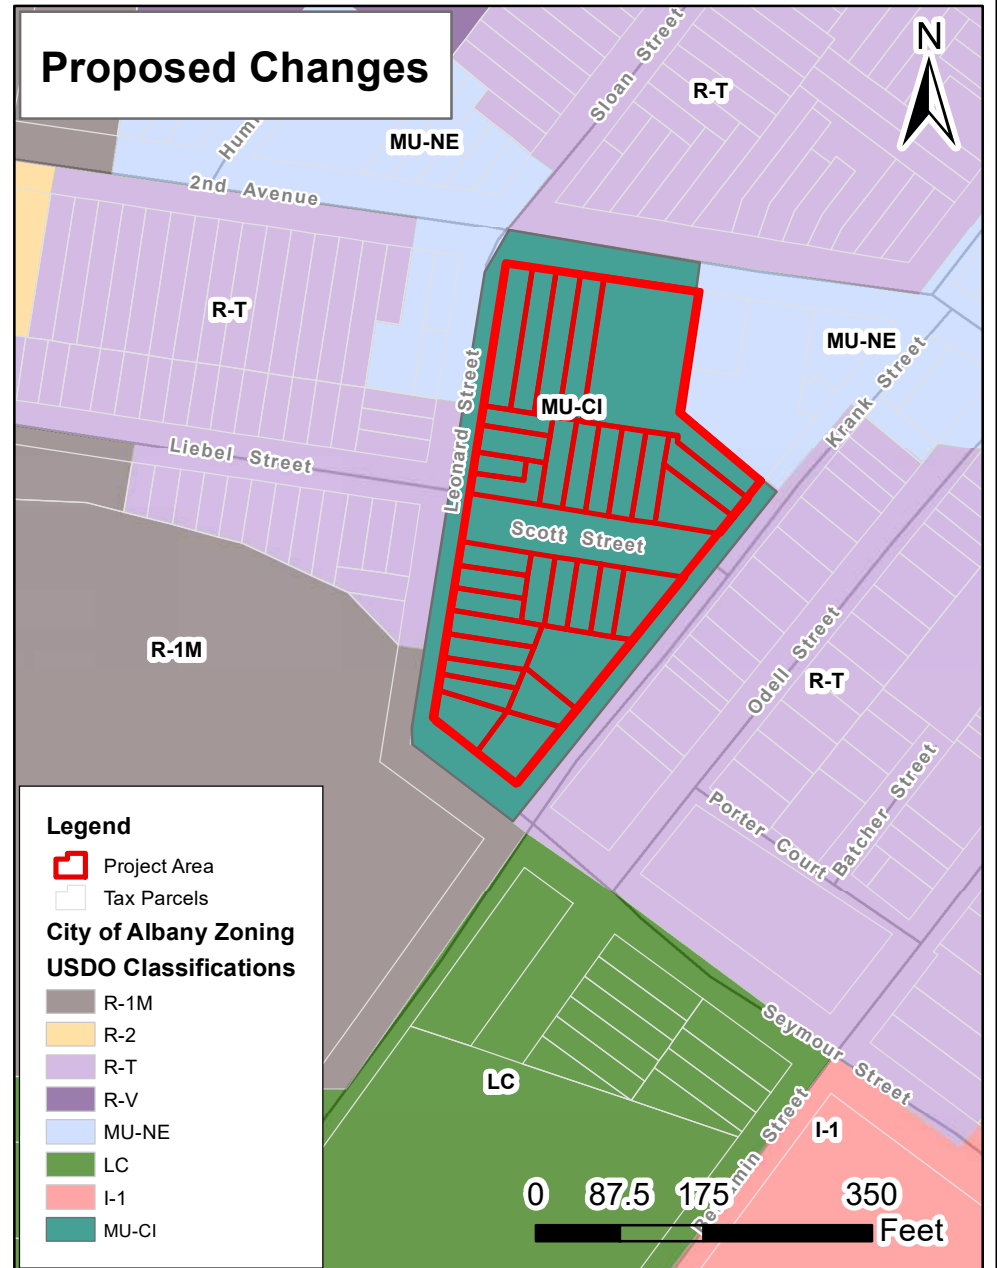 Proposed Changes
N
Sloan Street
R-T
MU-NE
2nd Avenue
R-T
MU-NE
Krank Street
Leonard Street
MU-CI
Liebel Street
Scott Street
R-1M
Odell Street
R-T
Porter Court
Batcher Street
Seymour Street
LC
I-1
Street
Legend
Project Area
Tax Parcels
City of Albany Zoning
USDO Classifications
R-1M
R-2
R-T
R-V
MU-NE
LC
I-1
MU-CI
0 87.5 175 350
Feet